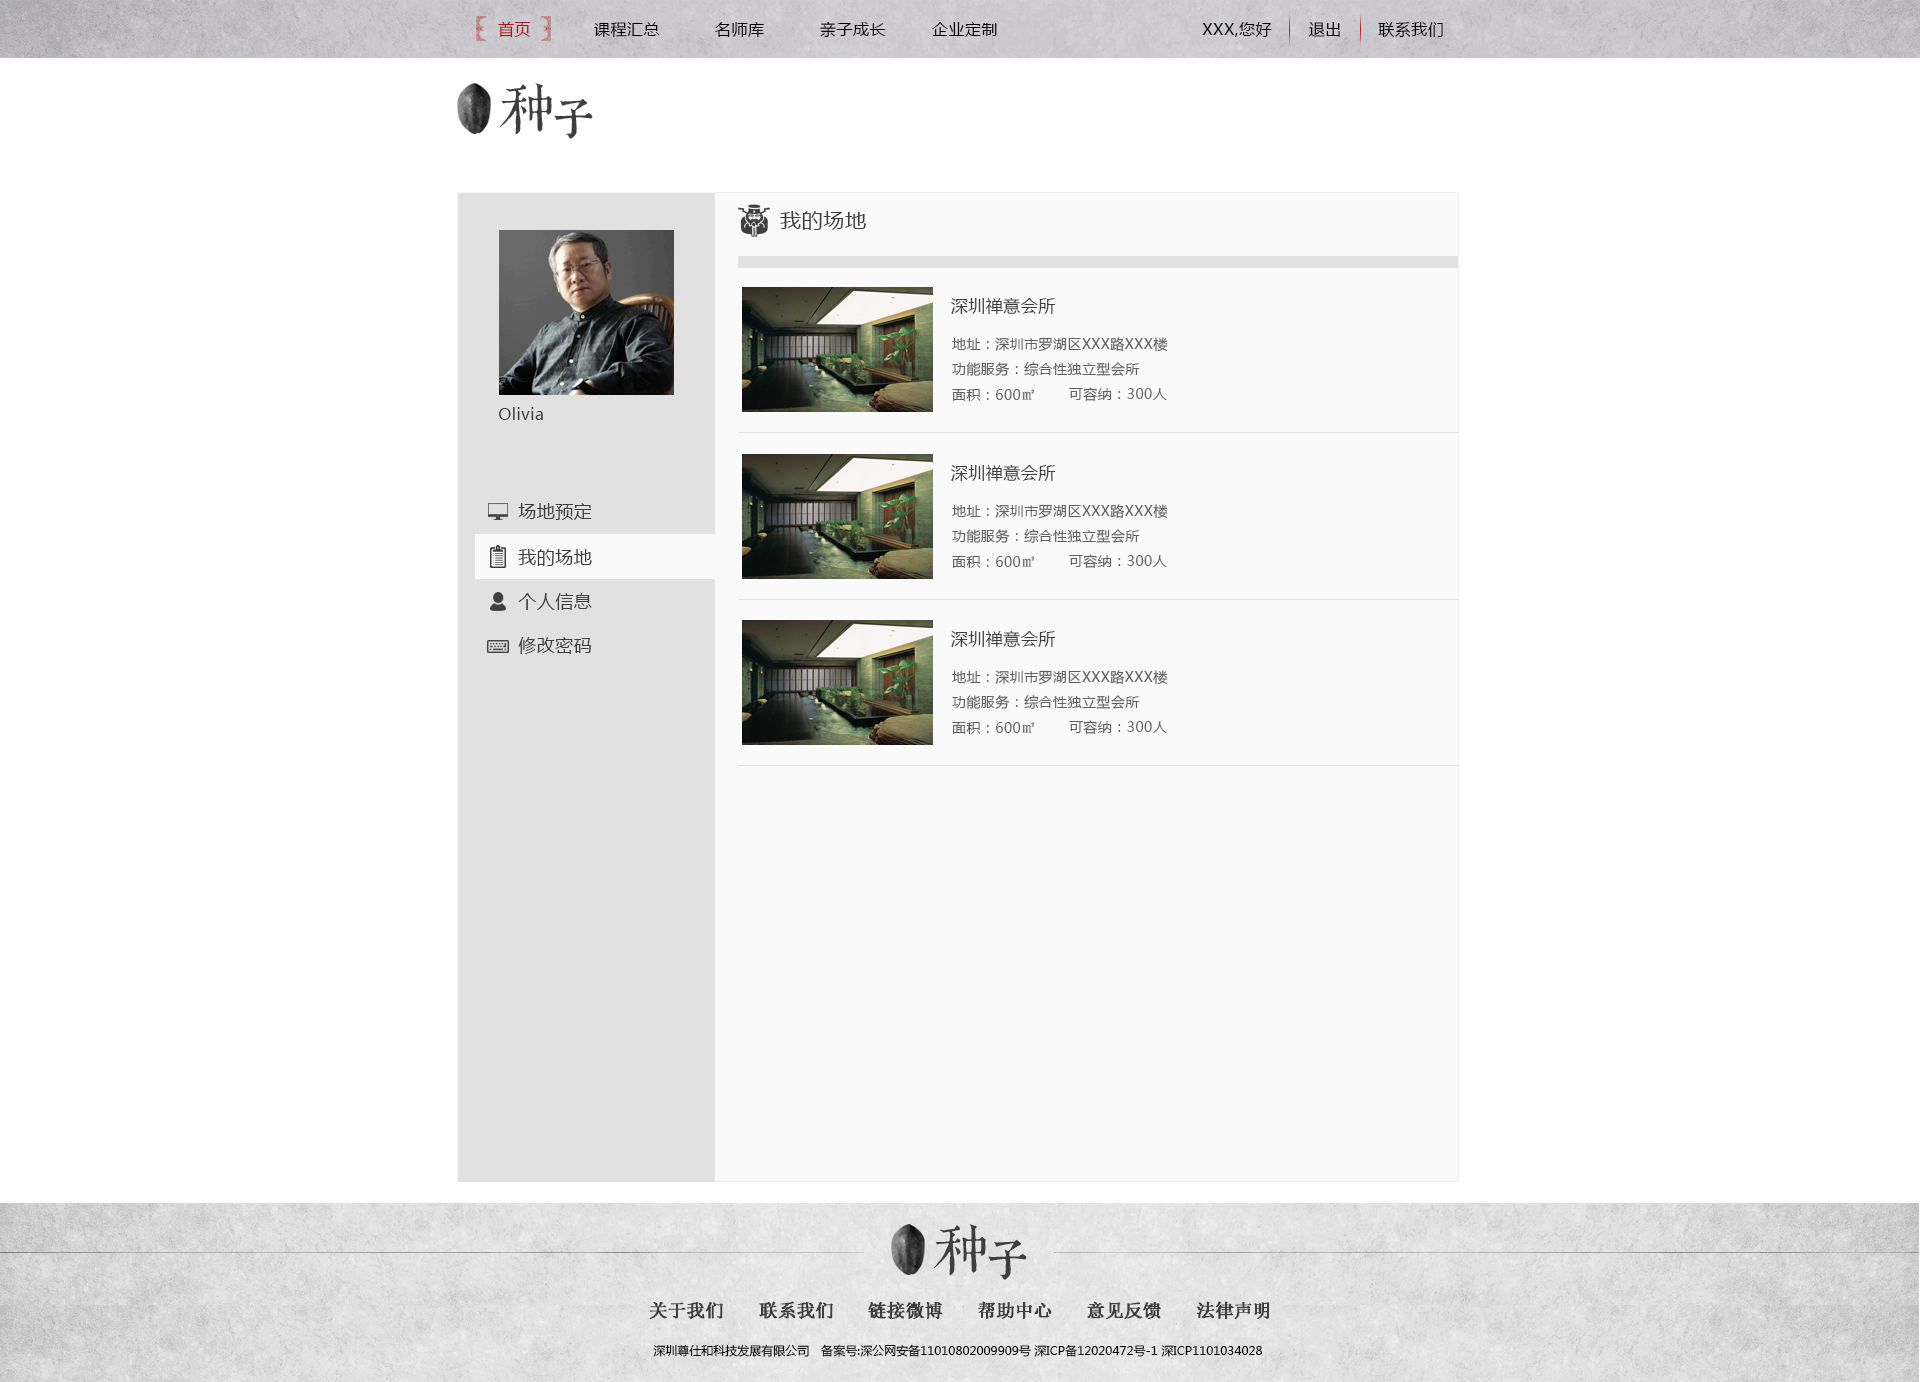 首页 课程汇总 名师库 亲子成长 企业定制 XXX,您好 退出 联系我们
种子
Olivia
场地预定
我的场地
个人信息
修改密码
我的场地
深圳禅意会所
地址：深圳市罗湖区XXX路XXX楼
功能服务：综合性独立型会所
面积：600㎡ 可容纳：300人
深圳禅意会所
地址：深圳市罗湖区XXX路XXX楼
功能服务：综合性独立型会所
面积：600㎡ 可容纳：300人
深圳禅意会所
地址：深圳市罗湖区XXX路XXX楼
功能服务：综合性独立型会所
面积：600㎡ 可容纳：300人
种子
关于我们 联系我们 链接微博 帮助中心 意见反馈 法律声明
深圳尊仕和科技发展有限公司 备案号:深公网安备11010802009909号 深ICP备12020472号-1 深ICP1101034028